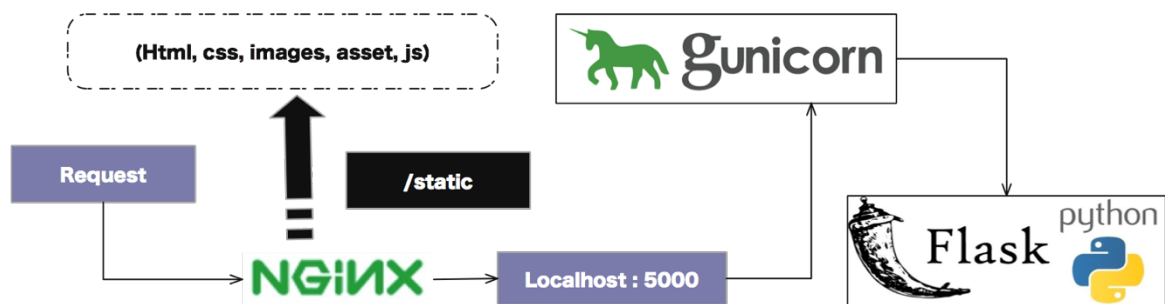 (Html, css, images, asset, js)
gunicorn
Request
/static
Flask
python
NGiNX
Localhost : 5000